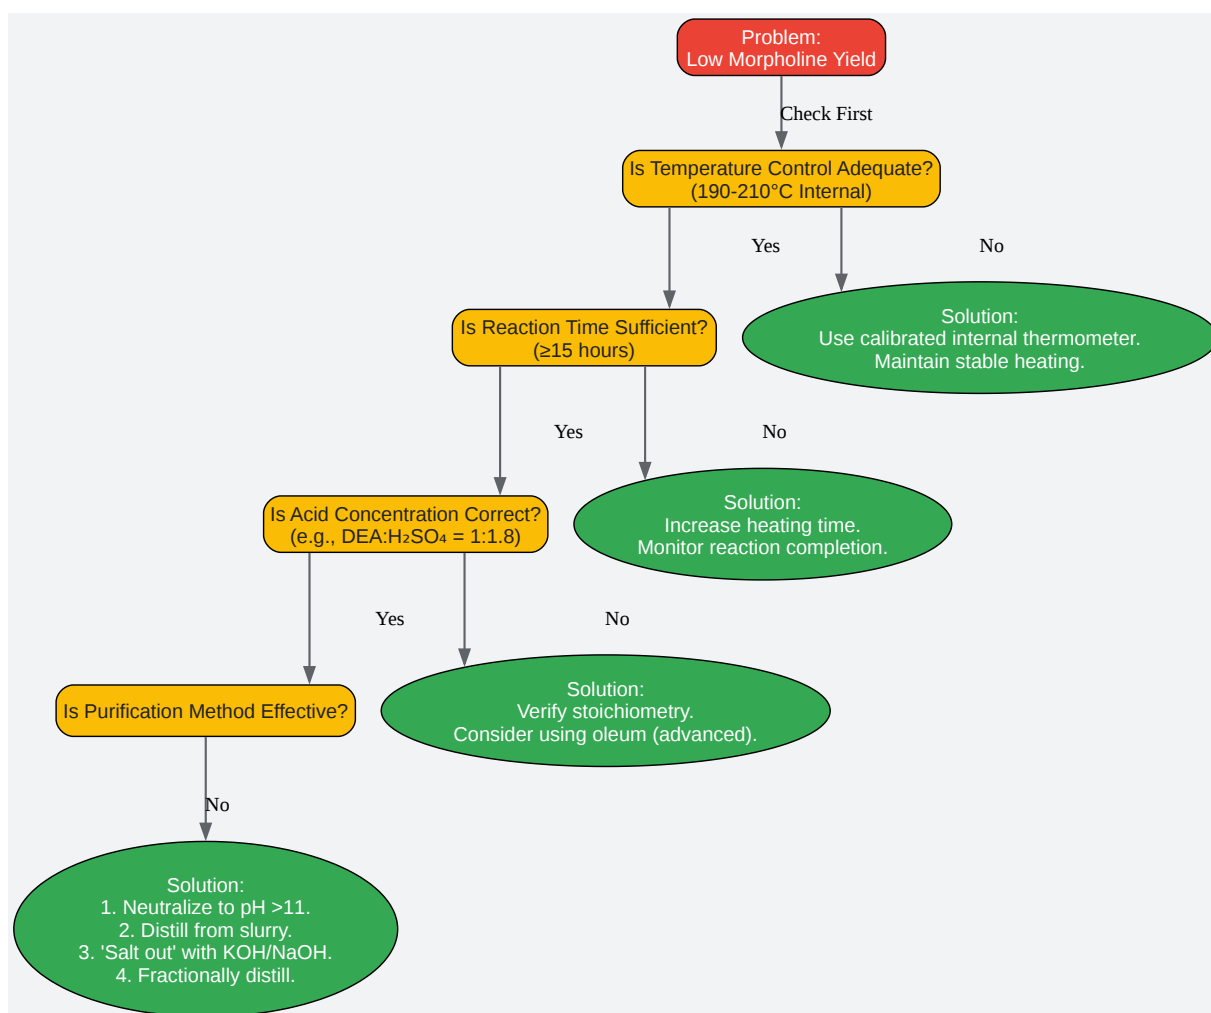 Problem:
Low Morpholine Yield
Check First
Is Temperature Control Adequate?
(190-210°C Internal)
Yes
No
Solution:
Use calibrated internal thermometer.
Maintain stable heating.
Is Reaction Time Sufficient?
(≥15 hours)
Yes
No
Solution:
Increase heating time.
Monitor reaction completion.
Is Acid Concentration Correct?
(e.g., DEA:H₂SO₄ = 1:1.8)
Yes
No
Solution:
Verify stoichiometry.
Consider using oleum (advanced).
Is Purification Method Effective?
No
Solution:
1. Neutralize to pH >11.
2. Distill from slurry.
3. 'Salt out' with KOH/NaOH.
4. Fractionally distill.